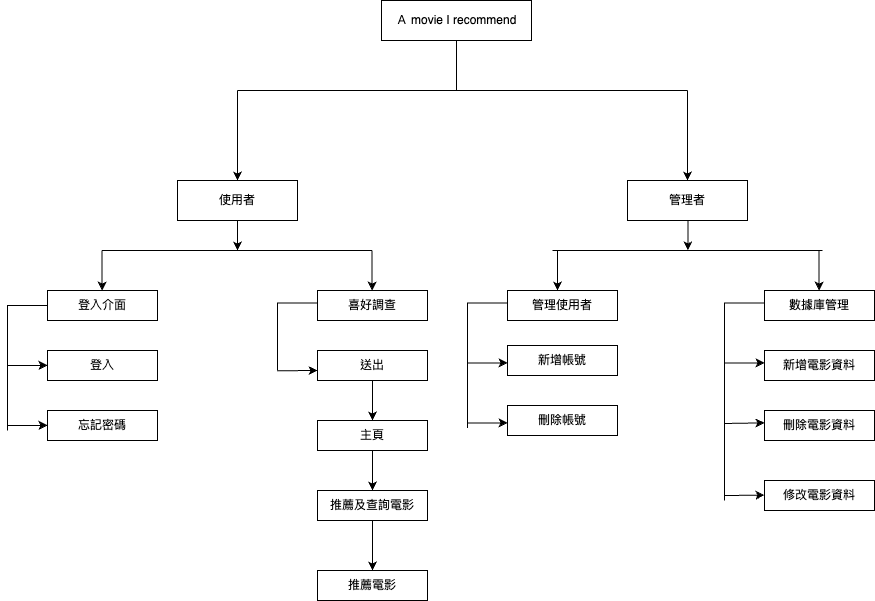 A movie I recommend
使用者
管理者
登入介面
喜好調查
管理使用者
數據庫管理
登入
送出
新增帳號
新增電影資料
忘記密碼
主頁
刪除帳號
刪除電影資料
推薦及查詢電影
修改電影資料
推薦電影